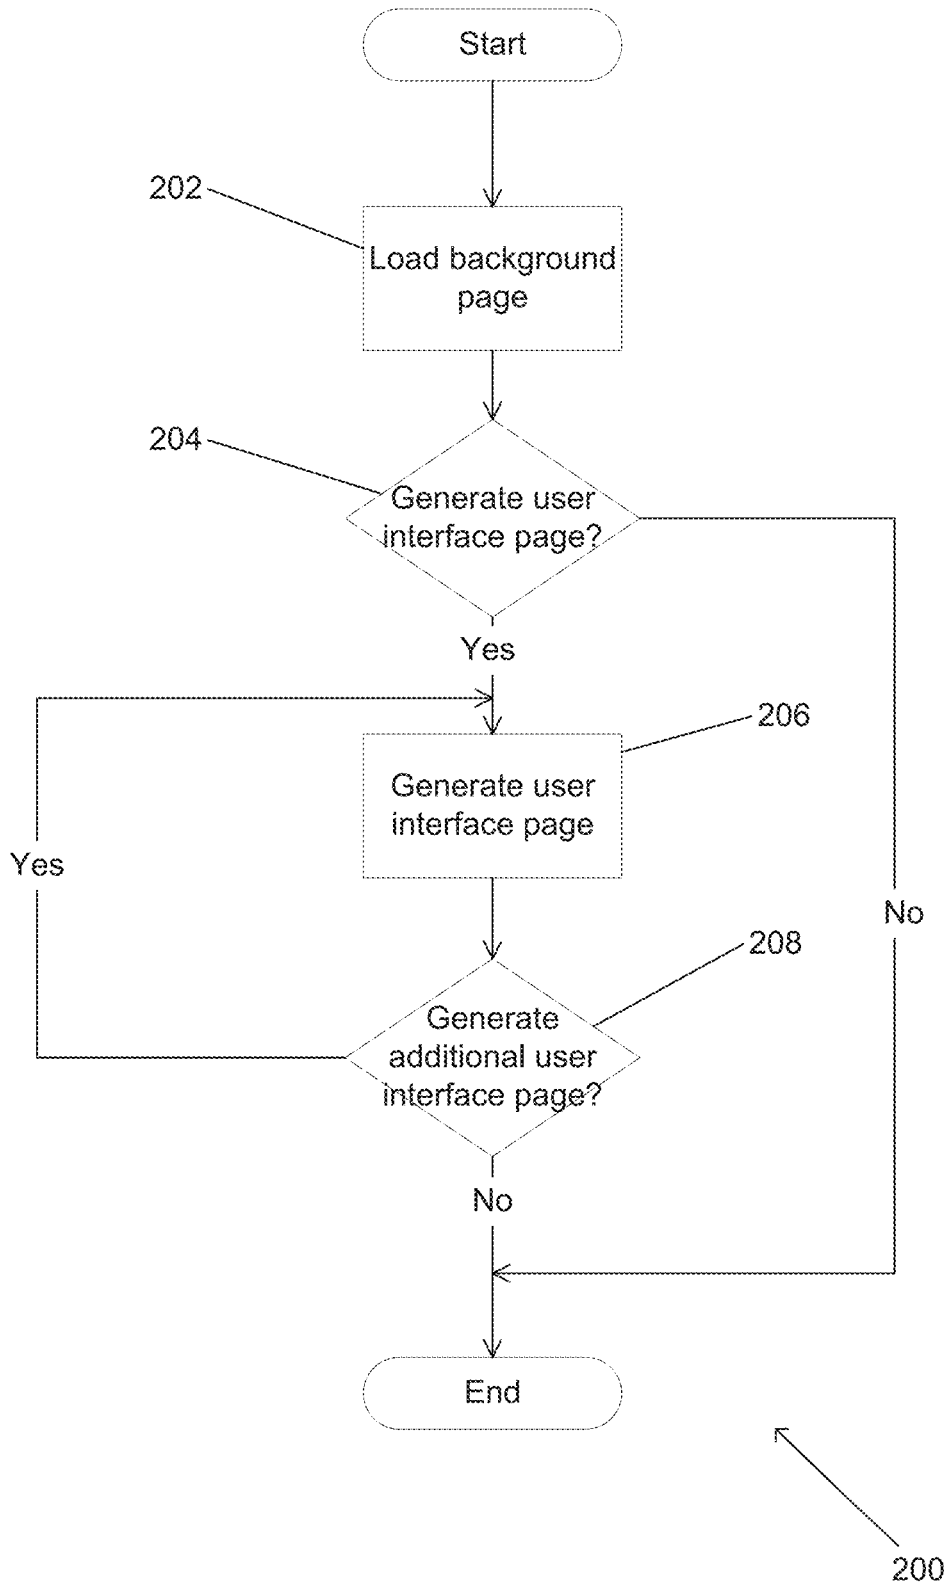 Start
202
Load background
page
204
Generate user
interface page?
Yes
206
Generate user
interface page
Yes
No
208
Generate
additional user
interface page?
No
End
200